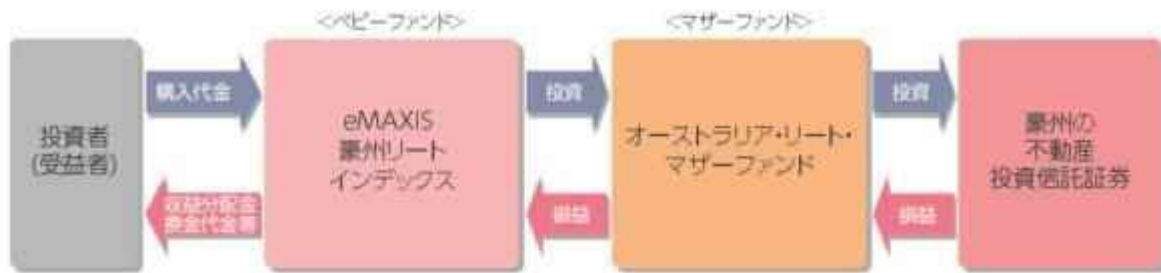 <ベビーファンド>
<マザーファンド>
投資者
(受益者)
購入代金
収益分配金
換金代金等
eMAXIS
豪州リート
インデックス
投資
損益
オーストラリア・リート・
マザーファンド
投資
損益
豪州の
不動産
投資信託証券